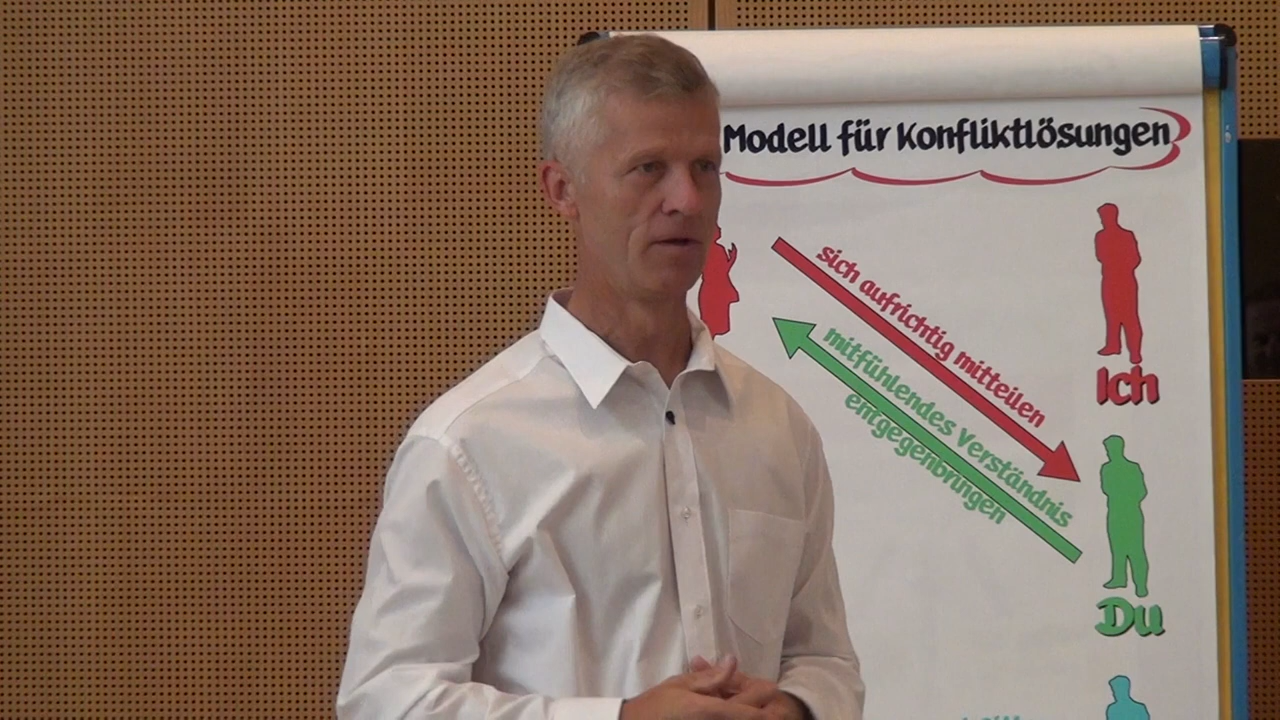 Modell für Konfliktlösungen
sich aufrichtig mitteilen
Ich
mitfühlendes Verständnis
entgegenbringen
Du